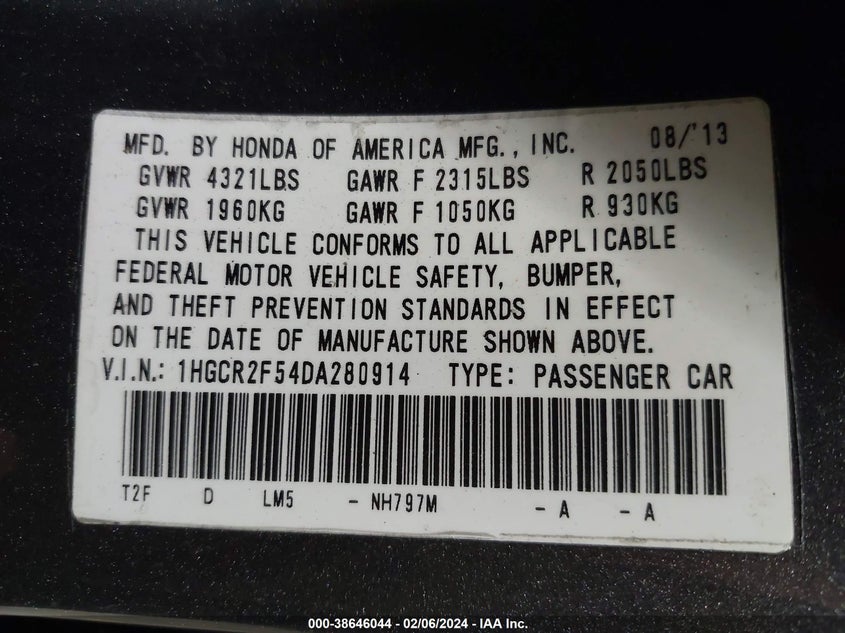 MFD. BY HONDA OF AMERICA MFG., INC. 08/'13
GVWR 4321LBS GAWR F 2315LBS R 2050LBS
GVWR 1960KG GAWR F 1050KG R 930KG
THIS VEHICLE CONFORMS TO ALL APPLICABLE
FEDERAL MOTOR VEHICLE SAFETY, BUMPER,
AND THEFT PREVENTION STANDARDS IN EFFECT
ON THE DATE OF MANUFACTURE SHOWN ABOVE.
V.I.N.: 1HGCR2F54DA280914 TYPE: PASSENGER CAR
T2F D LM5 - NH797M - A - A
000-38646044 - 02/06/2024 - IAA Inc.